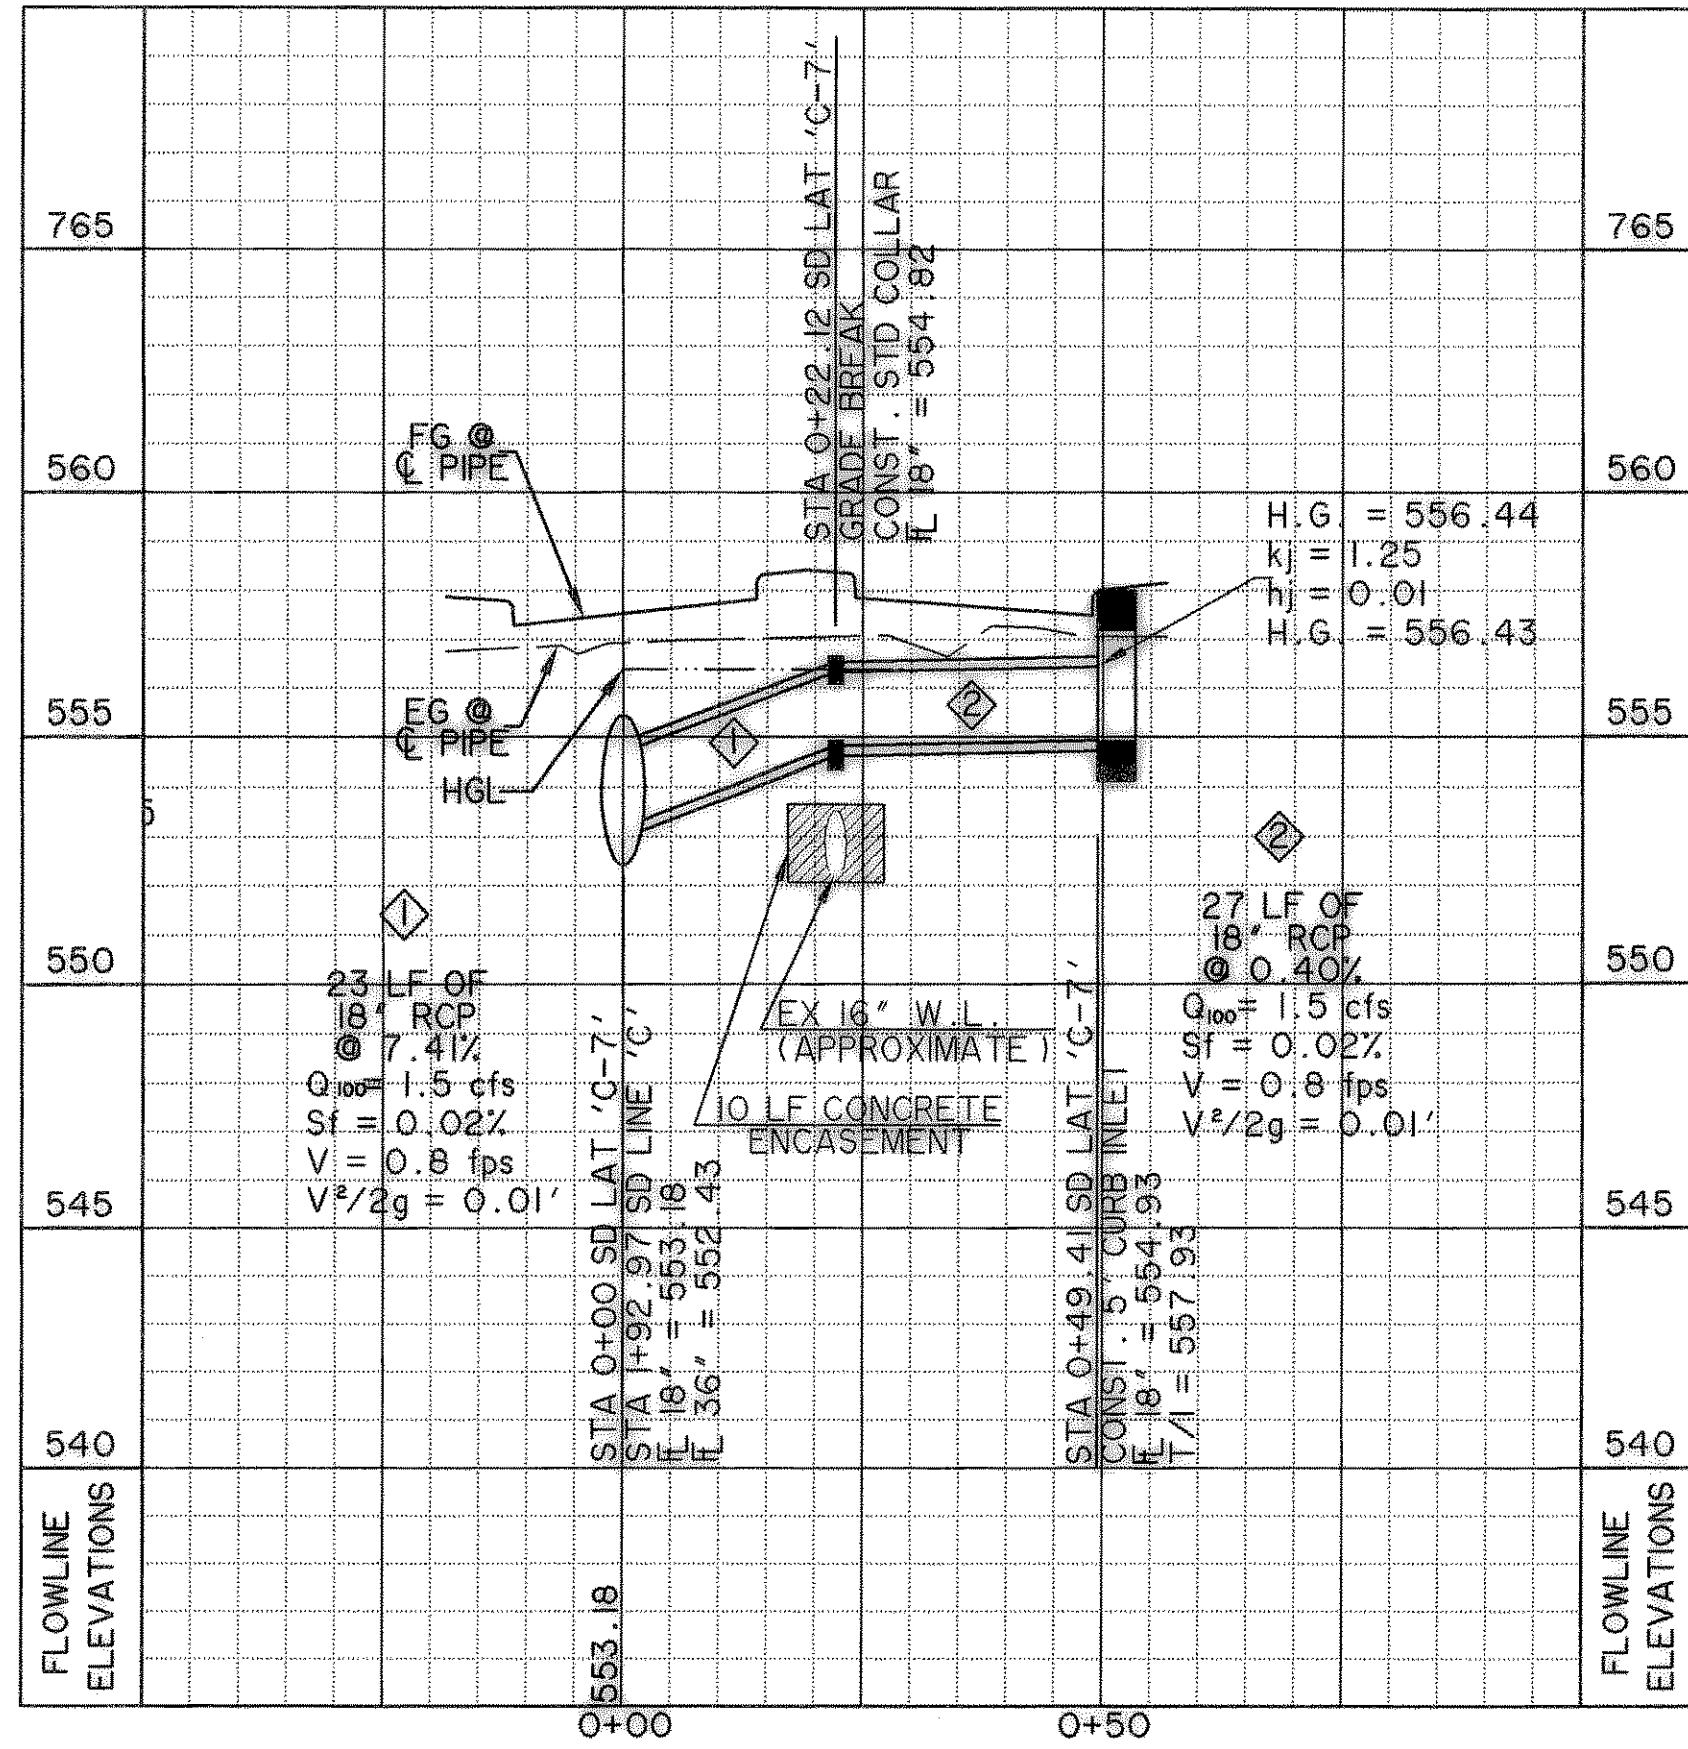 STA 0+22.12 SD LAT 'C-7'
GRADE BREAK
CONST. STD COLLAR
FL 18" = 554.82
765
765
FG @
℄ PIPE
560
560
H.G. = 556.44
kj = 1.25
hj = 0.01
H.G. = 556.43
EG @
℄ PIPE
HGL
555
555
1
2
5
1
2
23 LF OF
18" RCP
@ 7.41%
Q100= 1.5 cfs
Sf = 0.02%
V = 0.8 fps
V²/2g = 0.01'
27 LF OF
18" RCP
@ 0.40%
Q100= 1.5 cfs
Sf = 0.02%
V = 0.8 fps
V²/2g = 0.01'
EX 16" W.L.
(APPROXIMATE)
10 LF CONCRETE
ENCASEMENT
550
550
545
545
STA 0+00 SD LAT 'C-7'
STA 1+92.97 SD LINE 'C'
FL 18" = 553.18
FL 36" = 552.43
STA 0+49.41 SD LAT 'C-7'
CONST. 5' CURB INLET
FL 18" = 554.93
T/I = 557.93
540
540
FLOWLINE
ELEVATIONS
553.18
FLOWLINE
ELEVATIONS
0+00
0+50